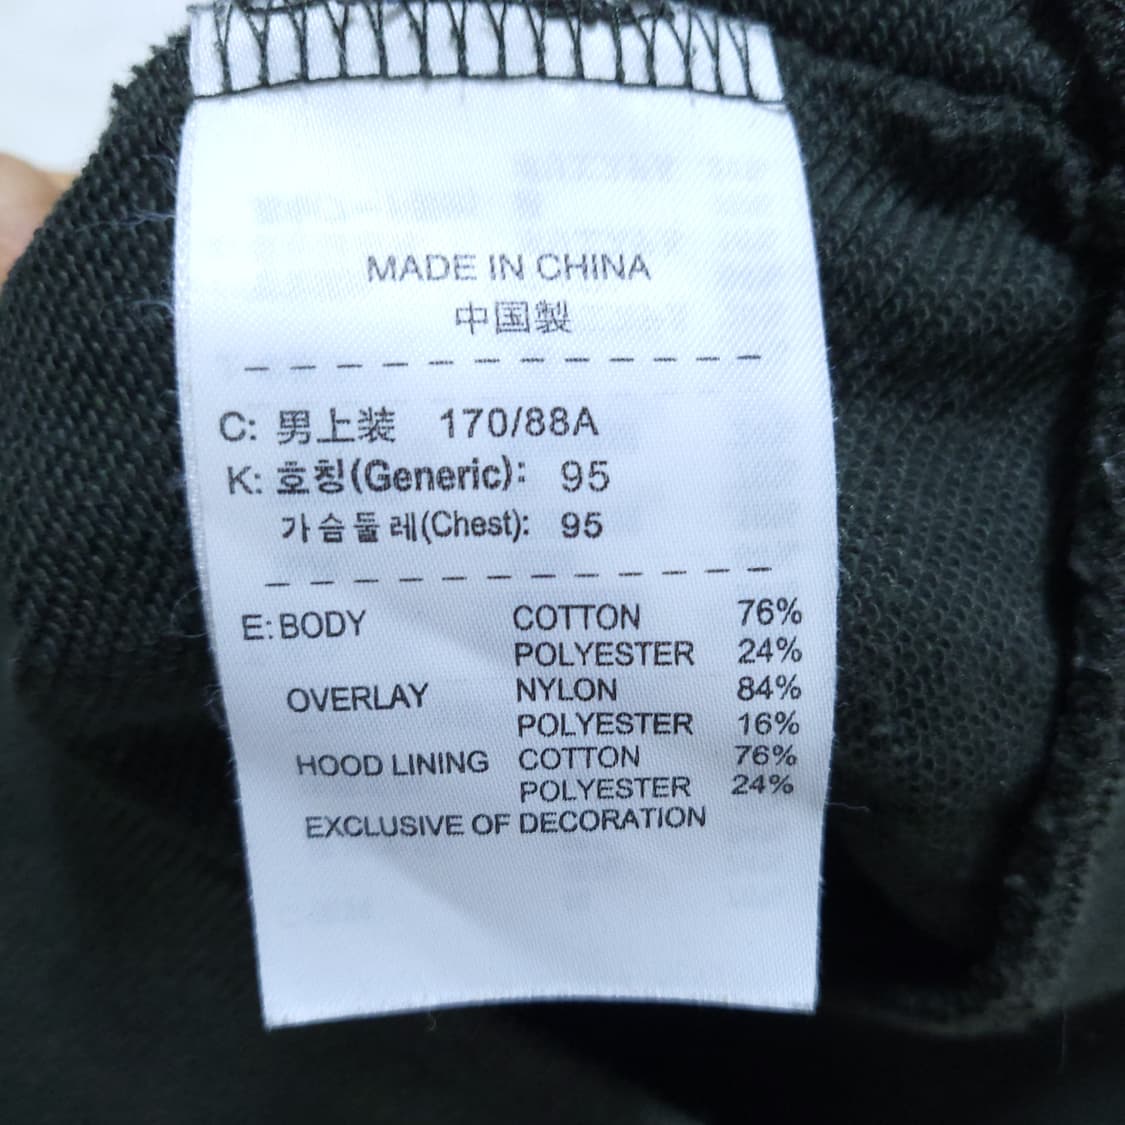 MADE IN CHINA
中国製
C: 男上装 170/88A
K: 호칭(Generic): 95
가슴둘레(Chest): 95
E: BODY COTTON 76%
POLYESTER 24%
OVERLAY NYLON 84%
POLYESTER 16%
HOOD LINING COTTON 76%
POLYESTER 24%
EXCLUSIVE OF DECORATION